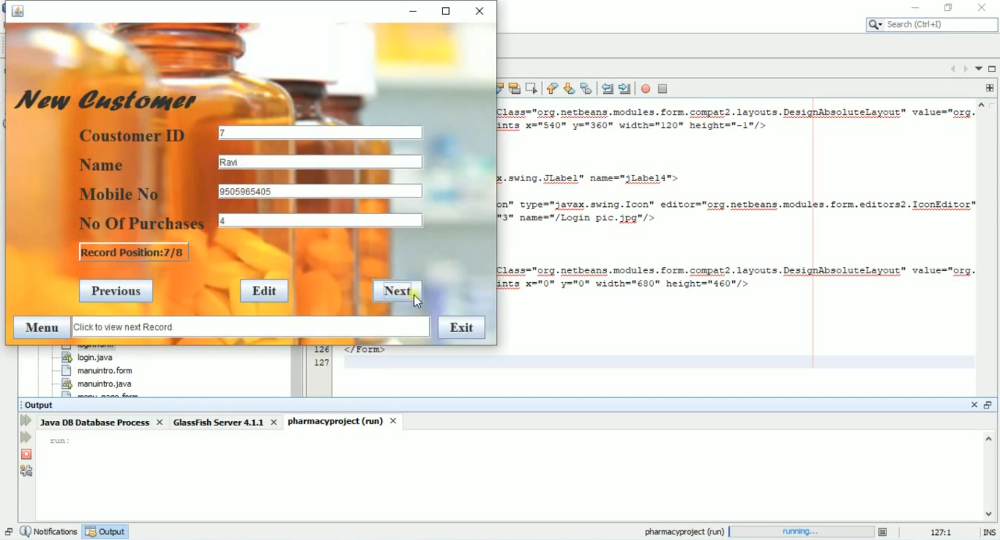 Search (Ctrl+I)
New Customer
Coustomer ID
7
Name
Ravi
Mobile No
9505965405
No Of Purchases
4
Record Position:7/8
Previous
Edit
Next
Menu
Click to view next Record
Exit
Class="org.netbeans.modules.form.compat2.layouts.DesignAbsoluteLayout" value="org.
ints x="540" y="360" width="120" height="-1"/>
x.swing.JLabel" name="jLabel4">
on" type="javax.swing.Icon" editor="org.netbeans.modules.form.editors2.IconEditor"
"3" name="/Login pic.jpg"/>
Class="org.netbeans.modules.form.compat2.layouts.DesignAbsoluteLayout" value="org.
ints x="0" y="0" width="680" height="460"/>
126 </Form>
127
login.form
login.java
manuintro.form
manuintro.java
menu_page.form
Output
Java DB Database Process
GlassFish Server 4.1.1
pharmacyproject (run)
run:
Notifications
Output
pharmacyproject (run)
running...
127:1
INS